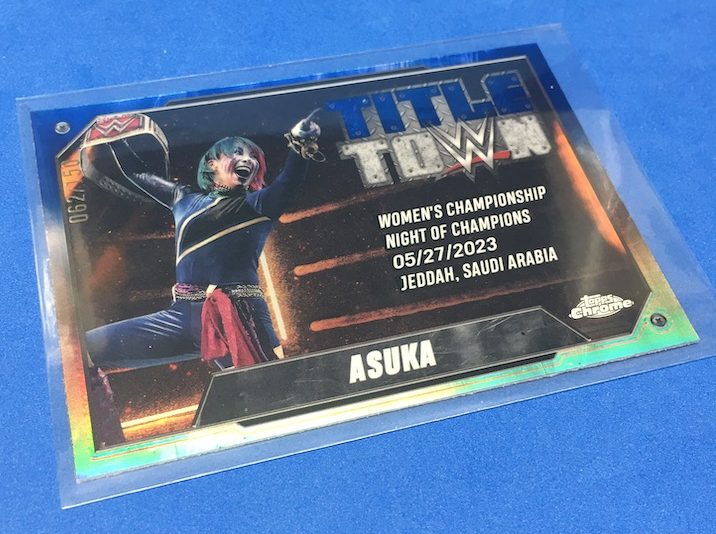 TITLE
TOWN
WOMEN'S CHAMPIONSHIP
NIGHT OF CHAMPIONS
05/27/2023
JEDDAH, SAUDI ARABIA
Topps
Chrome
ASUKA